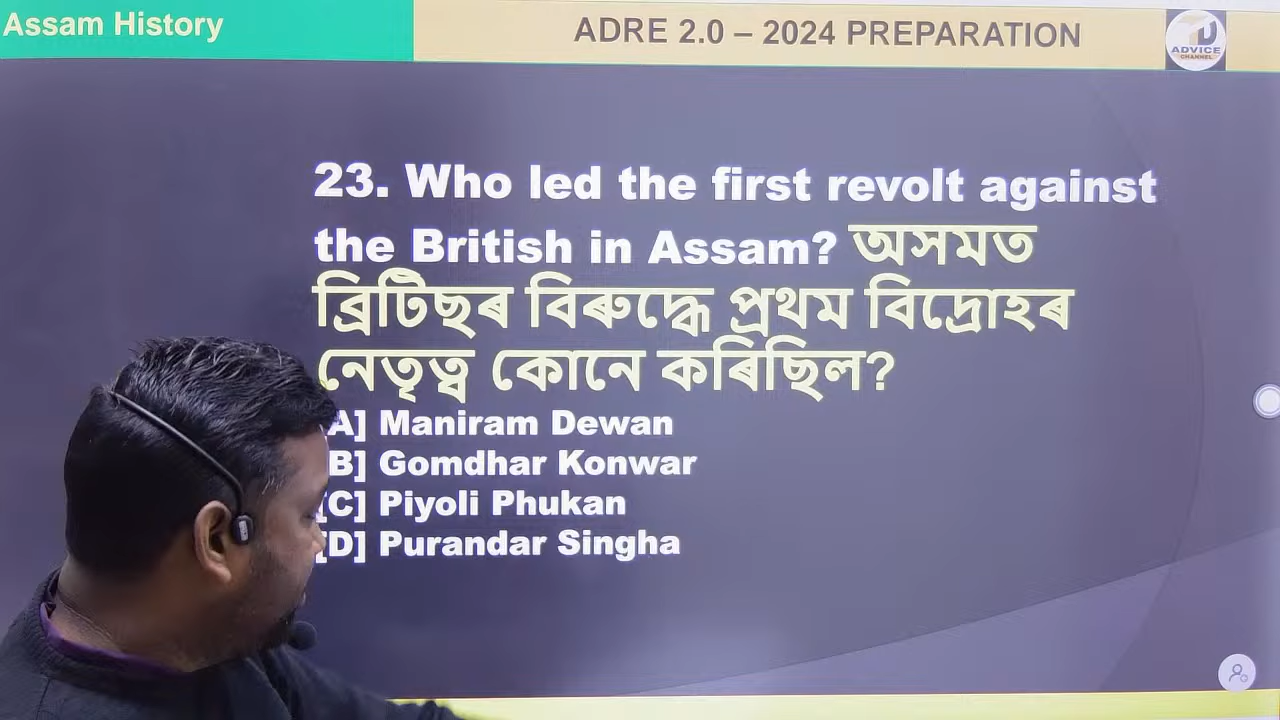 Assam History
ADRE 2.0 – 2024 PREPARATION
TD
ADVICE
CHANNEL
23. Who led the first revolt against
the British in Assam? অসমত
ব্ৰিটিছৰ বিৰুদ্ধে প্ৰথম বিদ্ৰোহৰ
নেতৃত্ব কোনে কৰিছিল?
A] Maniram Dewan
B] Gomdhar Konwar
[C] Piyoli Phukan
[D] Purandar Singha